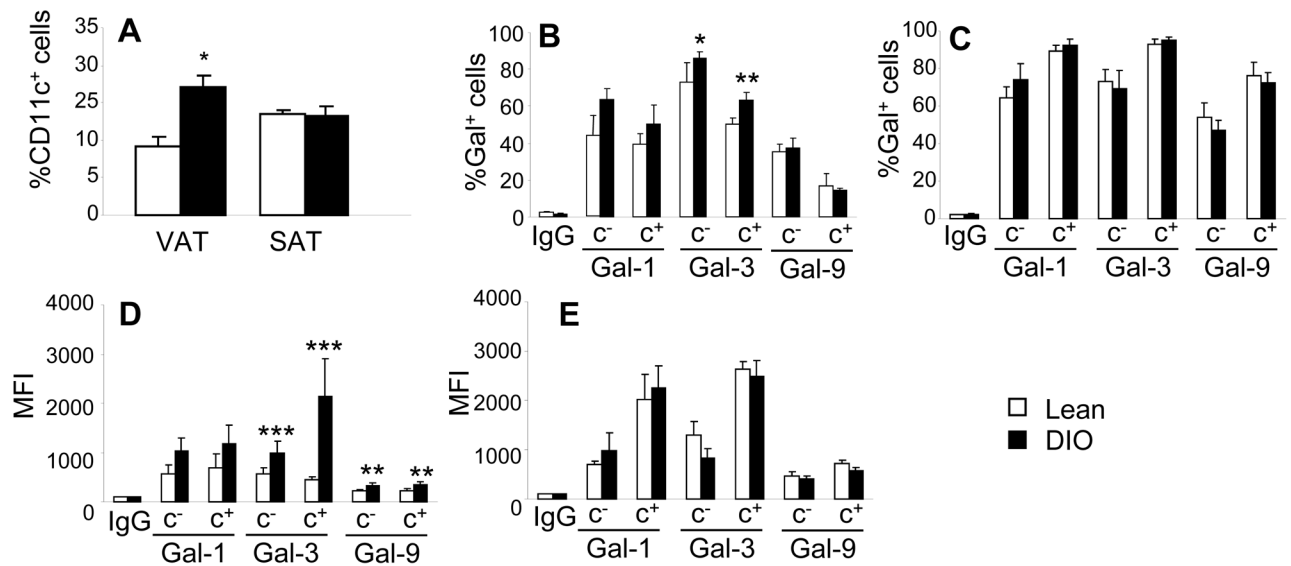 A
%CD11c⁺ cells
35
30
25
10
5
0
*
VAT SAT
B
%Gal⁺ cells
100
80
60
40
20
0
* **
IgG c⁻ c⁺ c⁻ c⁺ c⁻ c⁺
Gal-1 Gal-3 Gal-9
C
%Gal⁺ cells
100
80
60
40
20
0
IgG c⁻ c⁺ c⁻ c⁺ c⁻ c⁺
Gal-1 Gal-3 Gal-9
D
MFI
4000
3000
2000
1000
0
*** *** ** **
IgG c⁻ c⁺ c⁻ c⁺ c⁻ c⁺
Gal-1 Gal-3 Gal-9
E
MFI
4000
3000
2000
1000
0
IgG c⁻ c⁺ c⁻ c⁺ c⁻ c⁺
Gal-1 Gal-3 Gal-9
Lean
DIO